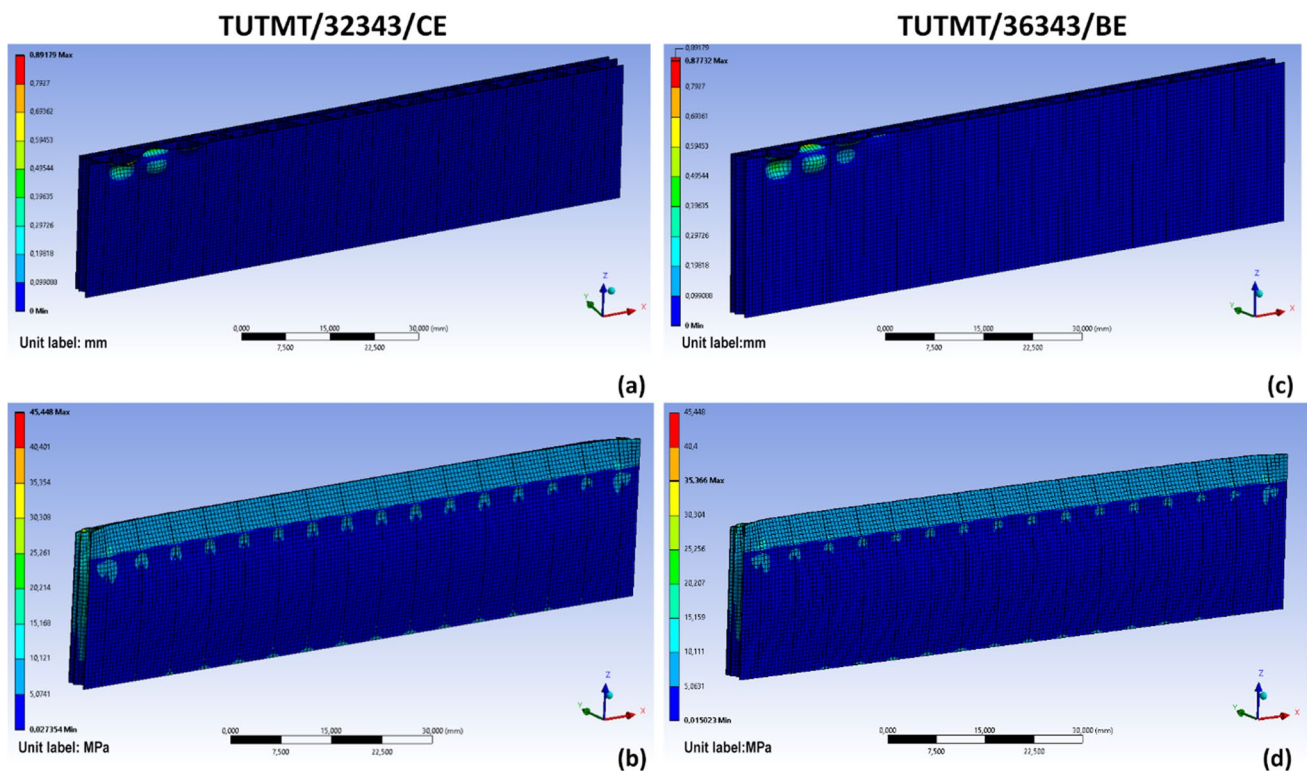 TUTMT/32343/CE
0,89179 Max
0,7927
0,69362
0,59453
0,49544
0,39635
0,29726
0,19818
0,099088
0 Min
Unit label: mm
0,000 15,000 30,000 (mm)
7,500 22,500
Z
Y X
(a)
TUTMT/36343/BE
0,89179
0,87732 Max
0,7927
0,69361
0,59453
0,49544
0,39635
0,29726
0,19818
0,099088
0 Min
Unit label:mm
0,000 15,000 30,000 (mm)
7,500 22,500
Z
Y X
(c)
45,448 Max
40,401
35,354
30,308
25,261
20,214
15,168
10,121
5,0741
0,027354 Min
Unit label: MPa
0,000 15,000 30,000 (mm)
7,500 22,500
Z
Y X
(b)
45,448
40,4
35,366 Max
30,304
25,256
20,207
15,159
10,111
5,0631
0,015023 Min
Unit label:MPa
0,000 15,000 30,000 (mm)
7,500 22,500
Z
Y X
(d)